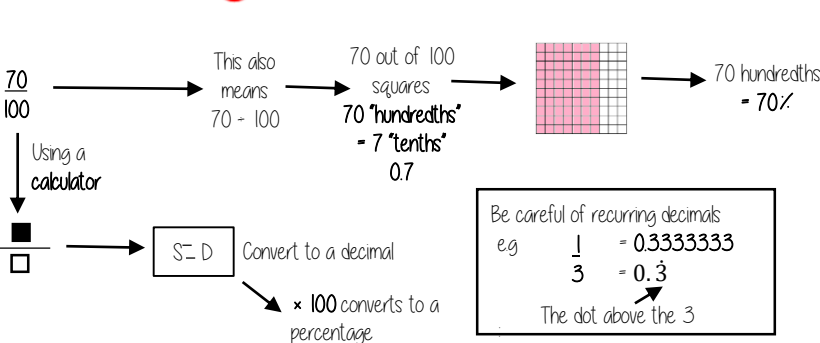 70
100
This also
means
70 ÷ 100
70 out of 100
squares
70 "hundredths"
= 7 "tenths"
0.7
70 hundredths
= 70%
Using a
calculator
S⇔D
Convert to a decimal
× 100 converts to a
percentage
Be careful of recurring decimals
eg 1 = 0.3333333
3 = 0.3̇
The dot above the 3